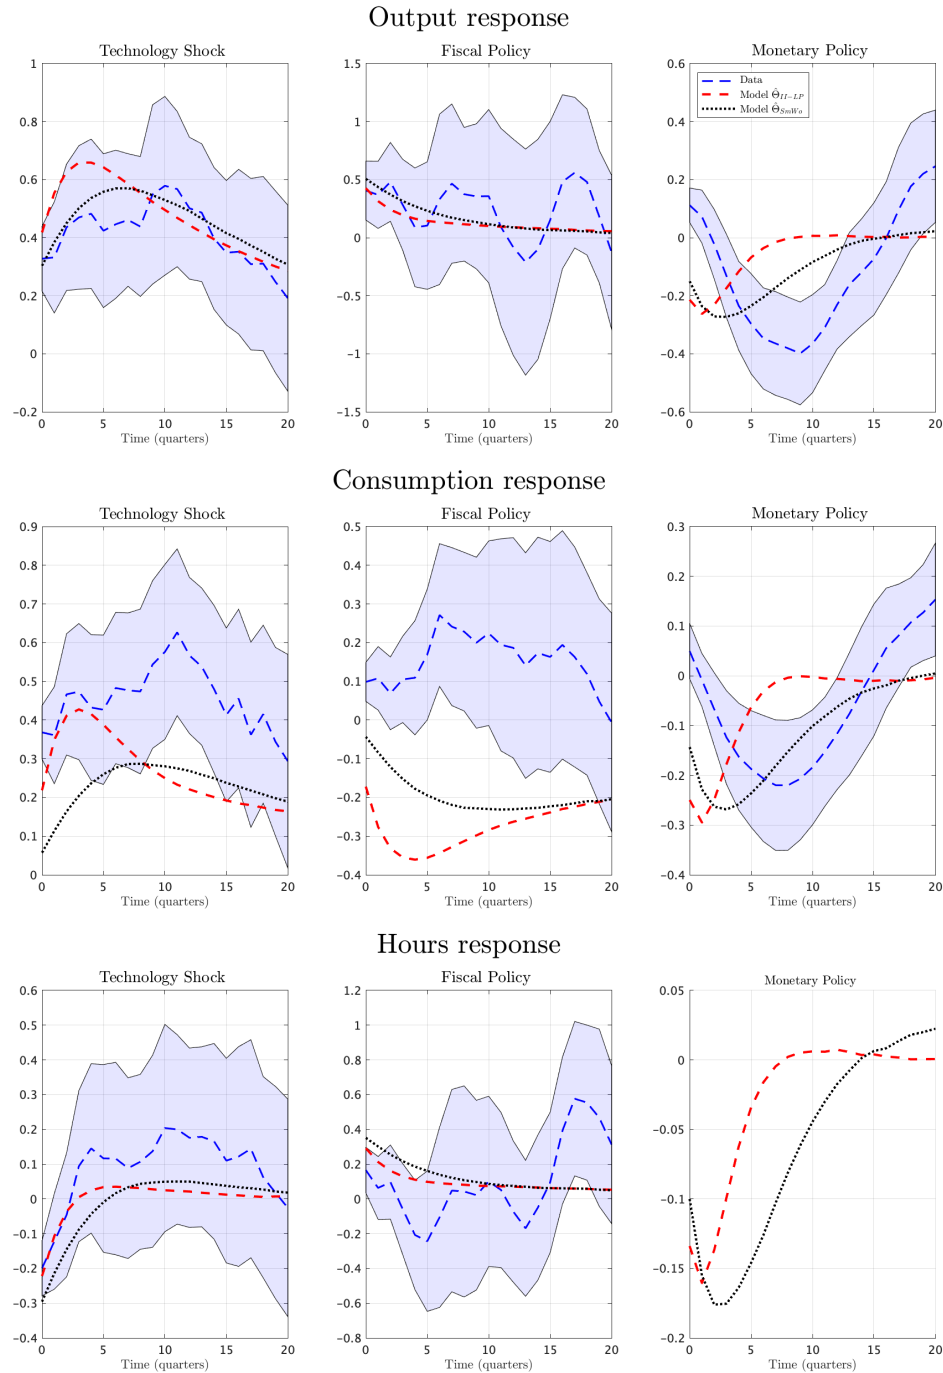 Output response
Technology Shock
Fiscal Policy
Monetary Policy
1
0.8
0.6
0.4
0.2
0
−0.2
0 5 10 15 20
Time (quarters)
1.5
1
0.5
0
−0.5
−1
−1.5
0 5 10 15 20
Time (quarters)
0.6
0.4
0.2
0
−0.2
−0.4
−0.6
0 5 10 15 20
Time (quarters)
Data
Model Θ̂_{II−LP}
Model Θ̂_{SmWo}
Consumption response
Technology Shock
Fiscal Policy
Monetary Policy
0.9
0.8
0.7
0.6
0.5
0.4
0.3
0.2
0.1
0
0 5 10 15 20
Time (quarters)
0.5
0.4
0.3
0.2
0.1
0
−0.1
−0.2
−0.3
−0.4
0 5 10 15 20
Time (quarters)
0.3
0.2
0.1
0
−0.1
−0.2
−0.3
−0.4
0 5 10 15 20
Time (quarters)
Hours response
Technology Shock
Fiscal Policy
Monetary Policy
0.6
0.5
0.4
0.3
0.2
0.1
0
−0.1
−0.2
−0.3
−0.4
0 5 10 15 20
Time (quarters)
1.2
1
0.8
0.6
0.4
0.2
0
−0.2
−0.4
−0.6
−0.8
0 5 10 15 20
Time (quarters)
0.05
0
−0.05
−0.1
−0.15
−0.2
0 5 10 15 20
Time (quarters)